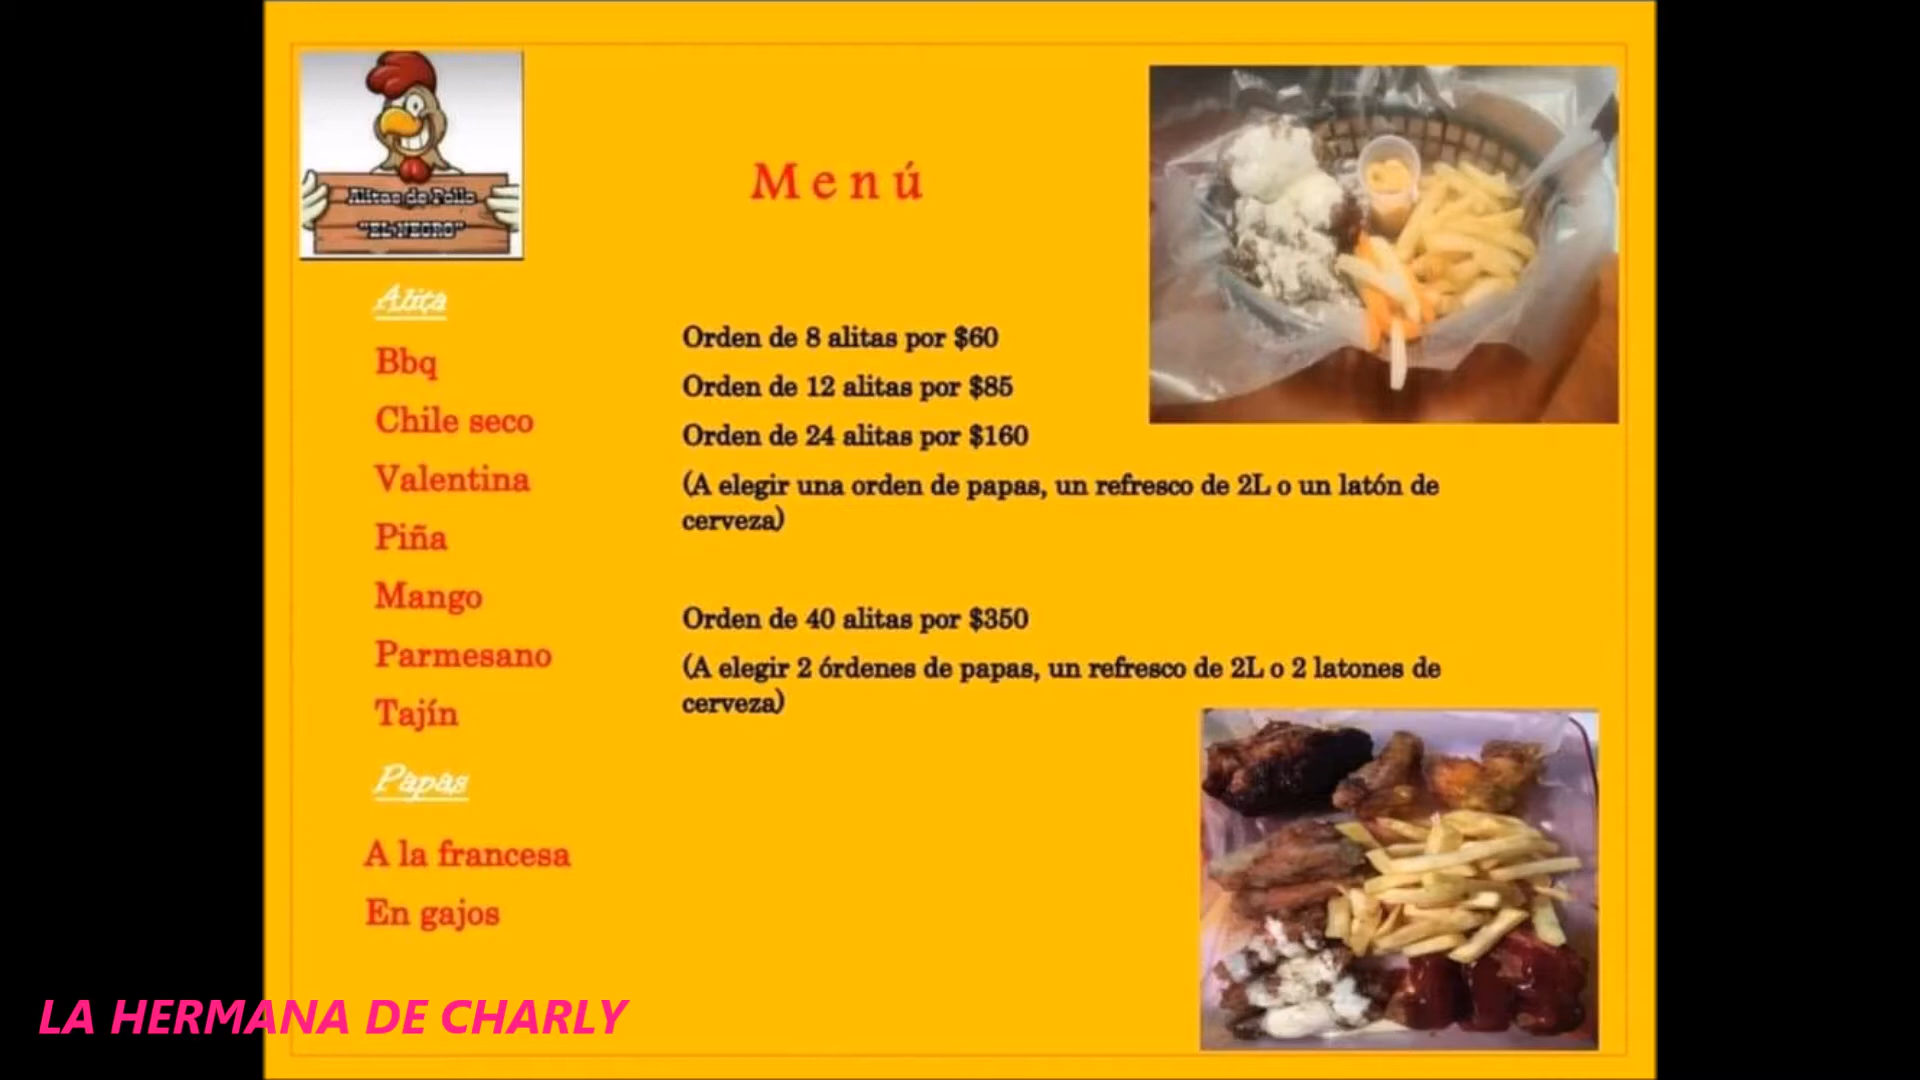 Alitas de Pollo
"EL NEGRO"
Menú
Alita
Bbq
Chile seco
Valentina
Piña
Mango
Parmesano
Tajín
Papas
A la francesa
En gajos
Orden de 8 alitas por $60
Orden de 12 alitas por $85
Orden de 24 alitas por $160
(A elegir una orden de papas, un refresco de 2L o un latón de
cerveza)
Orden de 40 alitas por $350
(A elegir 2 órdenes de papas, un refresco de 2L o 2 latones de
cerveza)
LA HERMANA DE CHARLY